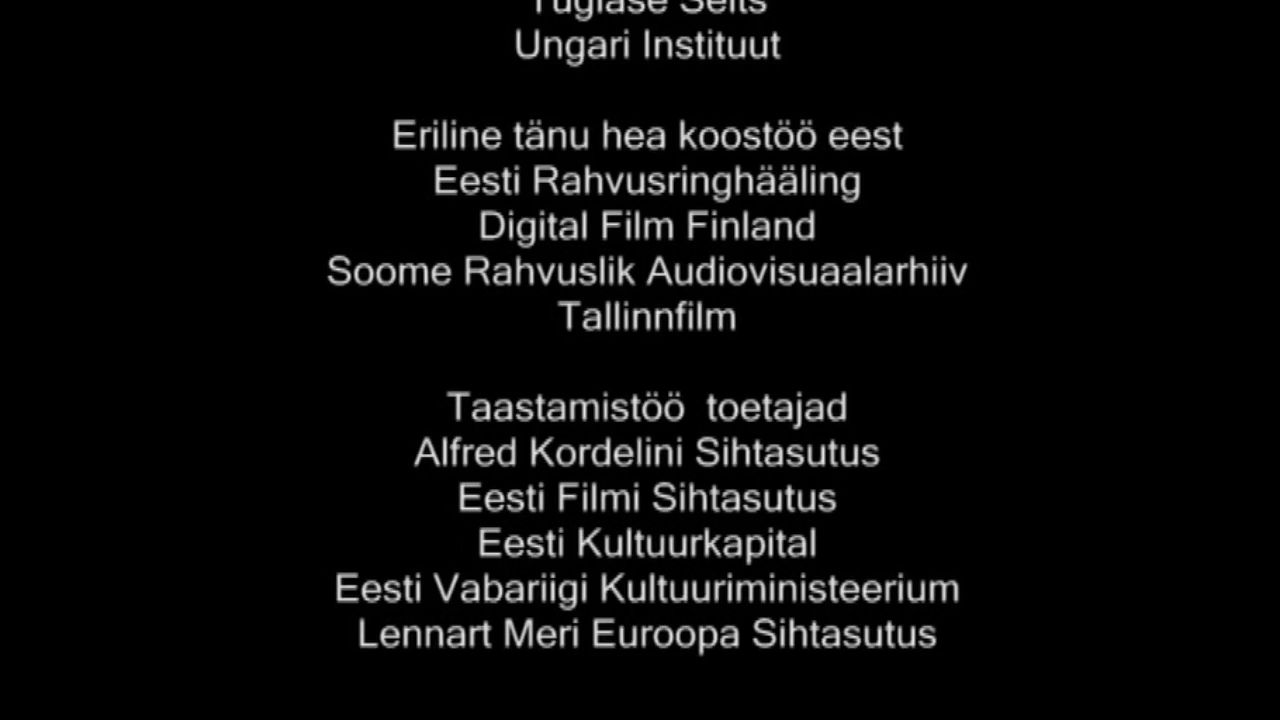 Tuglase Selts
Ungari Instituut
Eriline tänu hea koostöö eest
Eesti Rahvusringhääling
Digital Film Finland
Soome Rahvuslik Audiovisuaalarhiiv
Tallinnfilm
Taastamistöö toetajad
Alfred Kordelini Sihtasutus
Eesti Filmi Sihtasutus
Eesti Kultuurkapital
Eesti Vabariigi Kultuuriministeerium
Lennart Meri Euroopa Sihtasutus